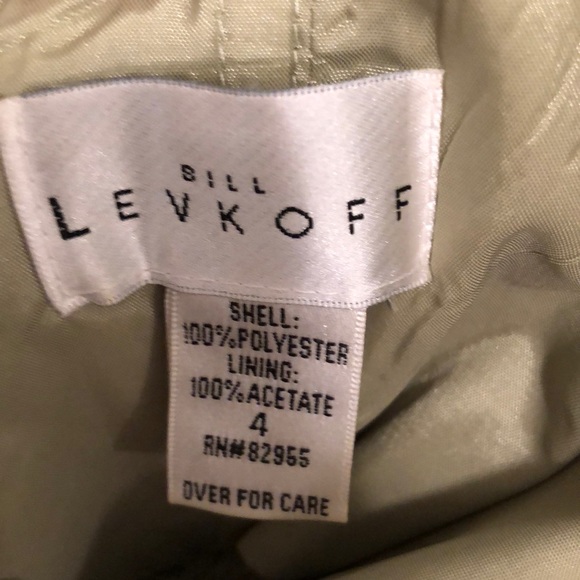 BILL
LEVKOFF
SHELL:
100%POLYESTER
LINING:
100%ACETATE
4
RN#82955
OVER FOR CARE